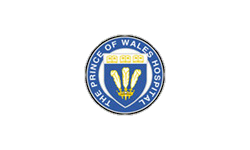 THE PRINCE OF WALES HOSPITAL